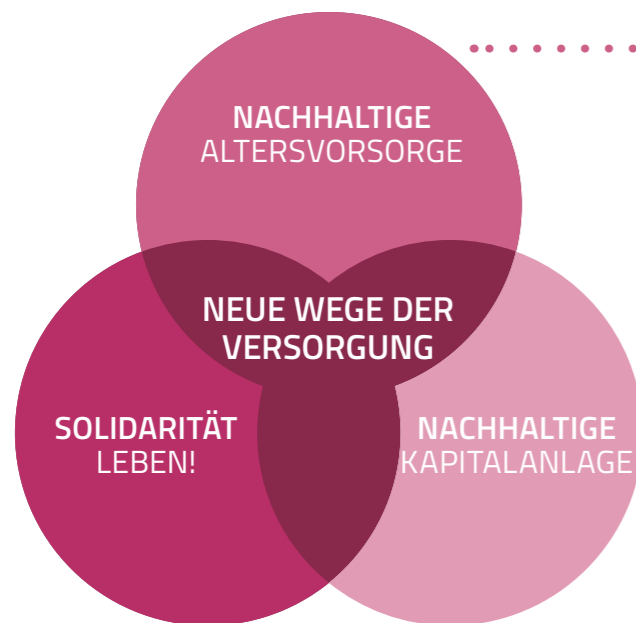 NACHHALTIGE
ALTERSVORSORGE
NEUE WEGE DER
VERSORGUNG
SOLIDARITÄT
LEBEN!
NACHHALTIGE
KAPITALANLAGE